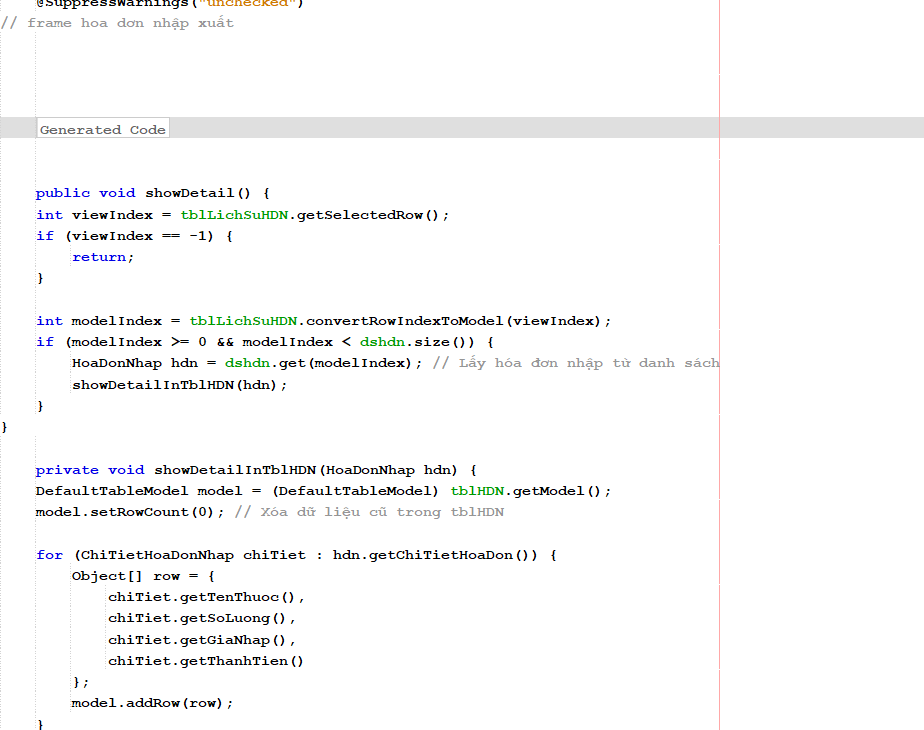 @SuppressWarnings("unchecked")
// frame hoa dơn nhập xuất
Generated Code
public void showDetail() {
int viewIndex = tblLichSuHDN.getSelectedRow();
if (viewIndex == -1) {
return;
}
int modelIndex = tblLichSuHDN.convertRowIndexToModel(viewIndex);
if (modelIndex >= 0 && modelIndex < dshdn.size()) {
HoaDonNhap hdn = dshdn.get(modelIndex); // Lấy hóa đơn nhập từ danh sách
showDetailInTblHDN(hdn);
}
}
private void showDetailInTblHDN(HoaDonNhap hdn) {
DefaultTableModel model = (DefaultTableModel) tblHDN.getModel();
model.setRowCount(0); // Xóa dữ liệu cũ trong tblHDN
for (ChiTietHoaDonNhap chiTiet : hdn.getChiTietHoaDon()) {
Object[] row = {
chiTiet.getTenThuoc(),
chiTiet.getSoLuong(),
chiTiet.getGiaNhap(),
chiTiet.getThanhTien()
};
model.addRow(row);
}